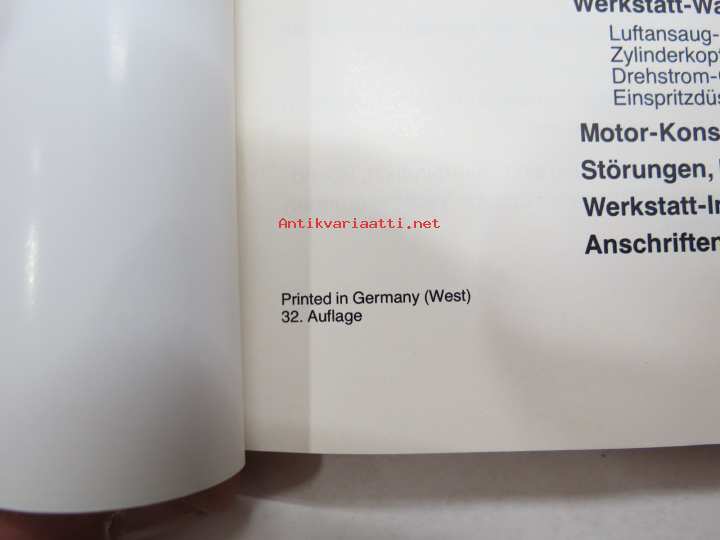 Werkstatt-Wa
Luftansaug-
Zylinderkopf
Drehstrom-
Einspritzdüs
Motor-Kons
Störungen,
Werkstatt-In
Anschriften
Antikvariaatti.net
Printed in Germany (West)
32. Auflage